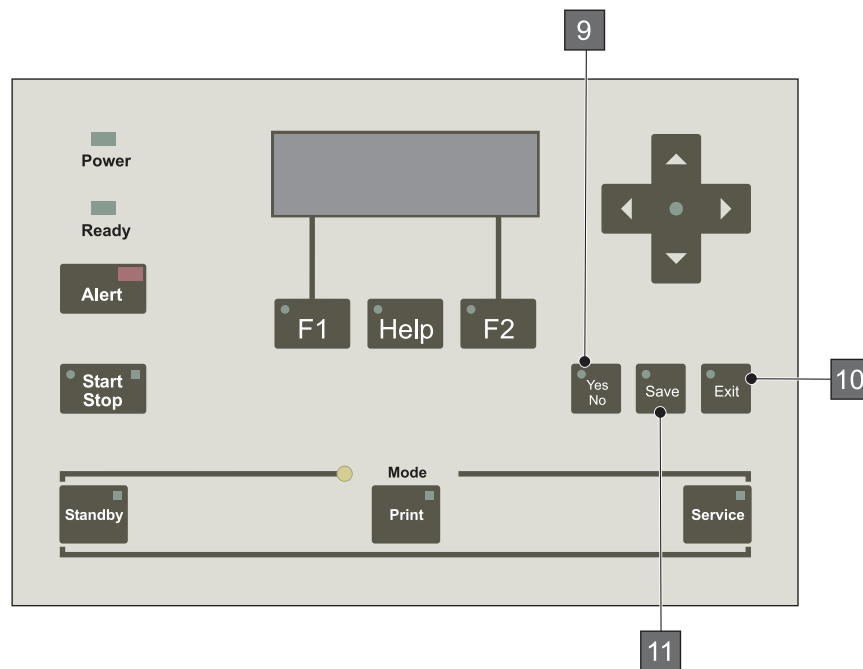 9
Power
Ready
Alert
F1 Help F2
Start
Stop
Yes
No
Save
Exit
10
Mode
Standby
Print
Service
11